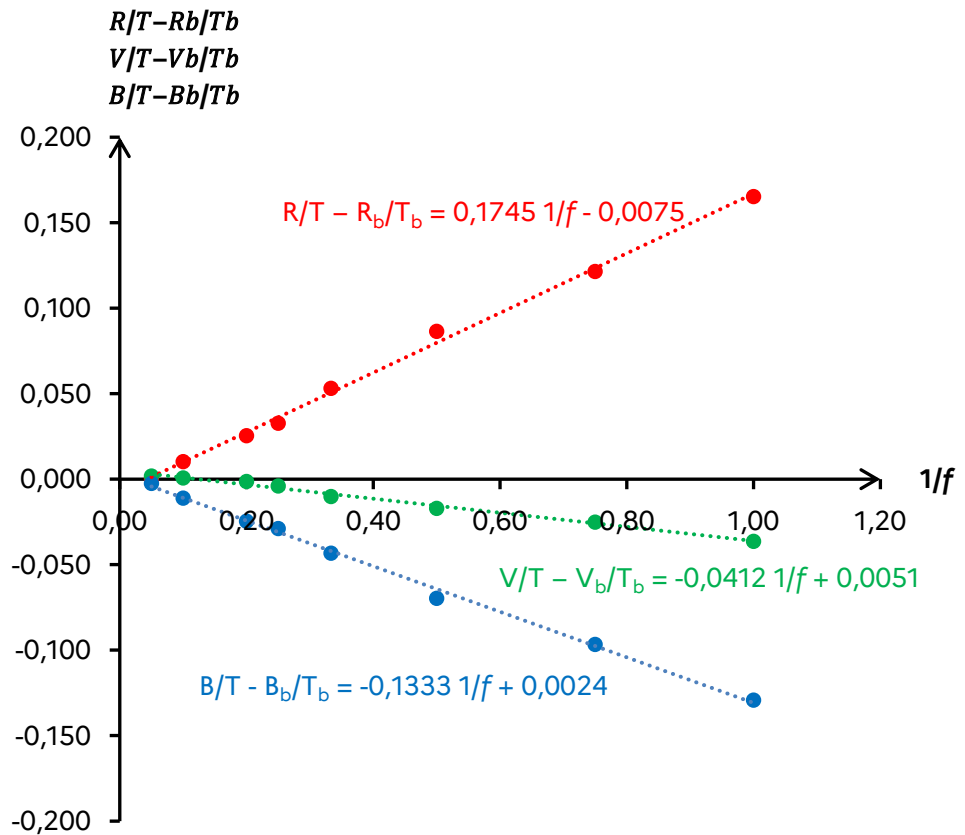 R/T–Rb/Tb
V/T–Vb/Tb
B/T–Bb/Tb
0,200
0,150
0,100
0,050
0,000
-0,050
-0,100
-0,150
-0,200
R/T – Rb/Tb = 0,1745 1/f - 0,0075
1/f
0,00 0,20 0,40 0,60 0,80 1,00 1,20
V/T – Vb/Tb = -0,0412 1/f + 0,0051
B/T - Bb/Tb = -0,1333 1/f + 0,0024